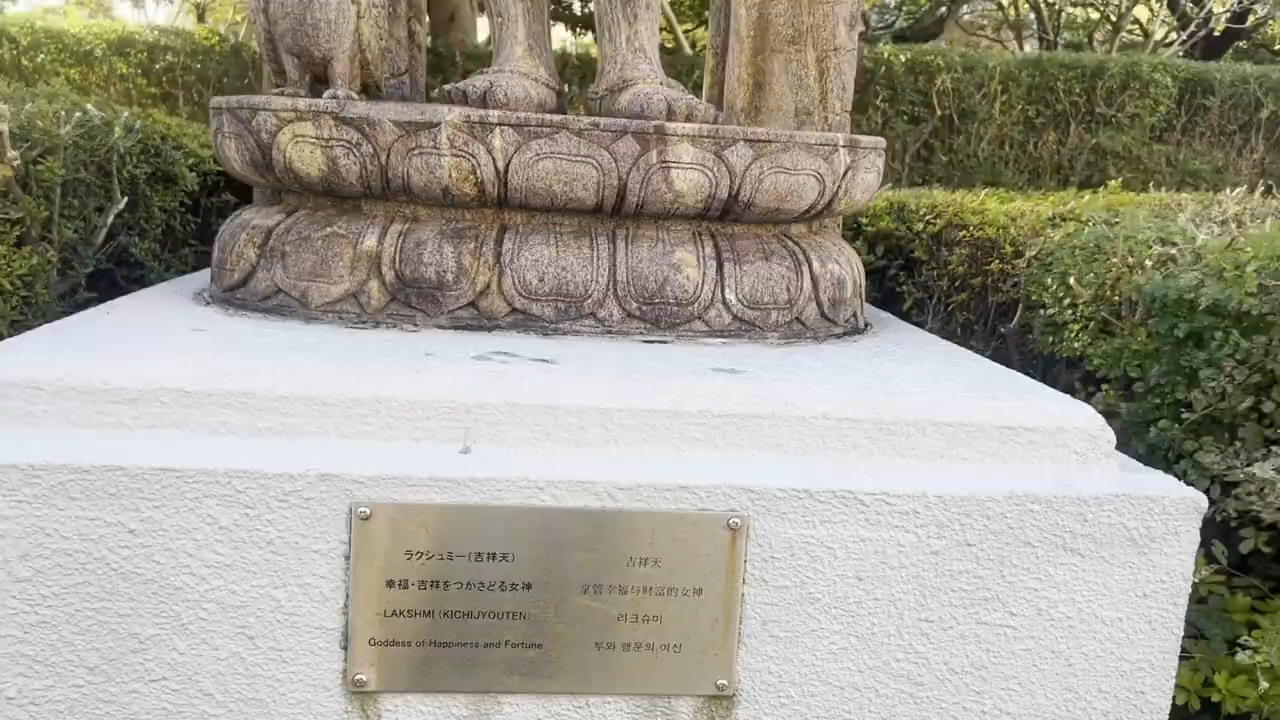 ラクシュミー(吉祥天)
幸福・吉祥をつかさどる女神
LAKSHMI (KICHIJYOUTEN)
Goddess of Happiness and Fortune
吉祥天
掌管幸福与财富的女神
리크슈미
부와 행운의 여신